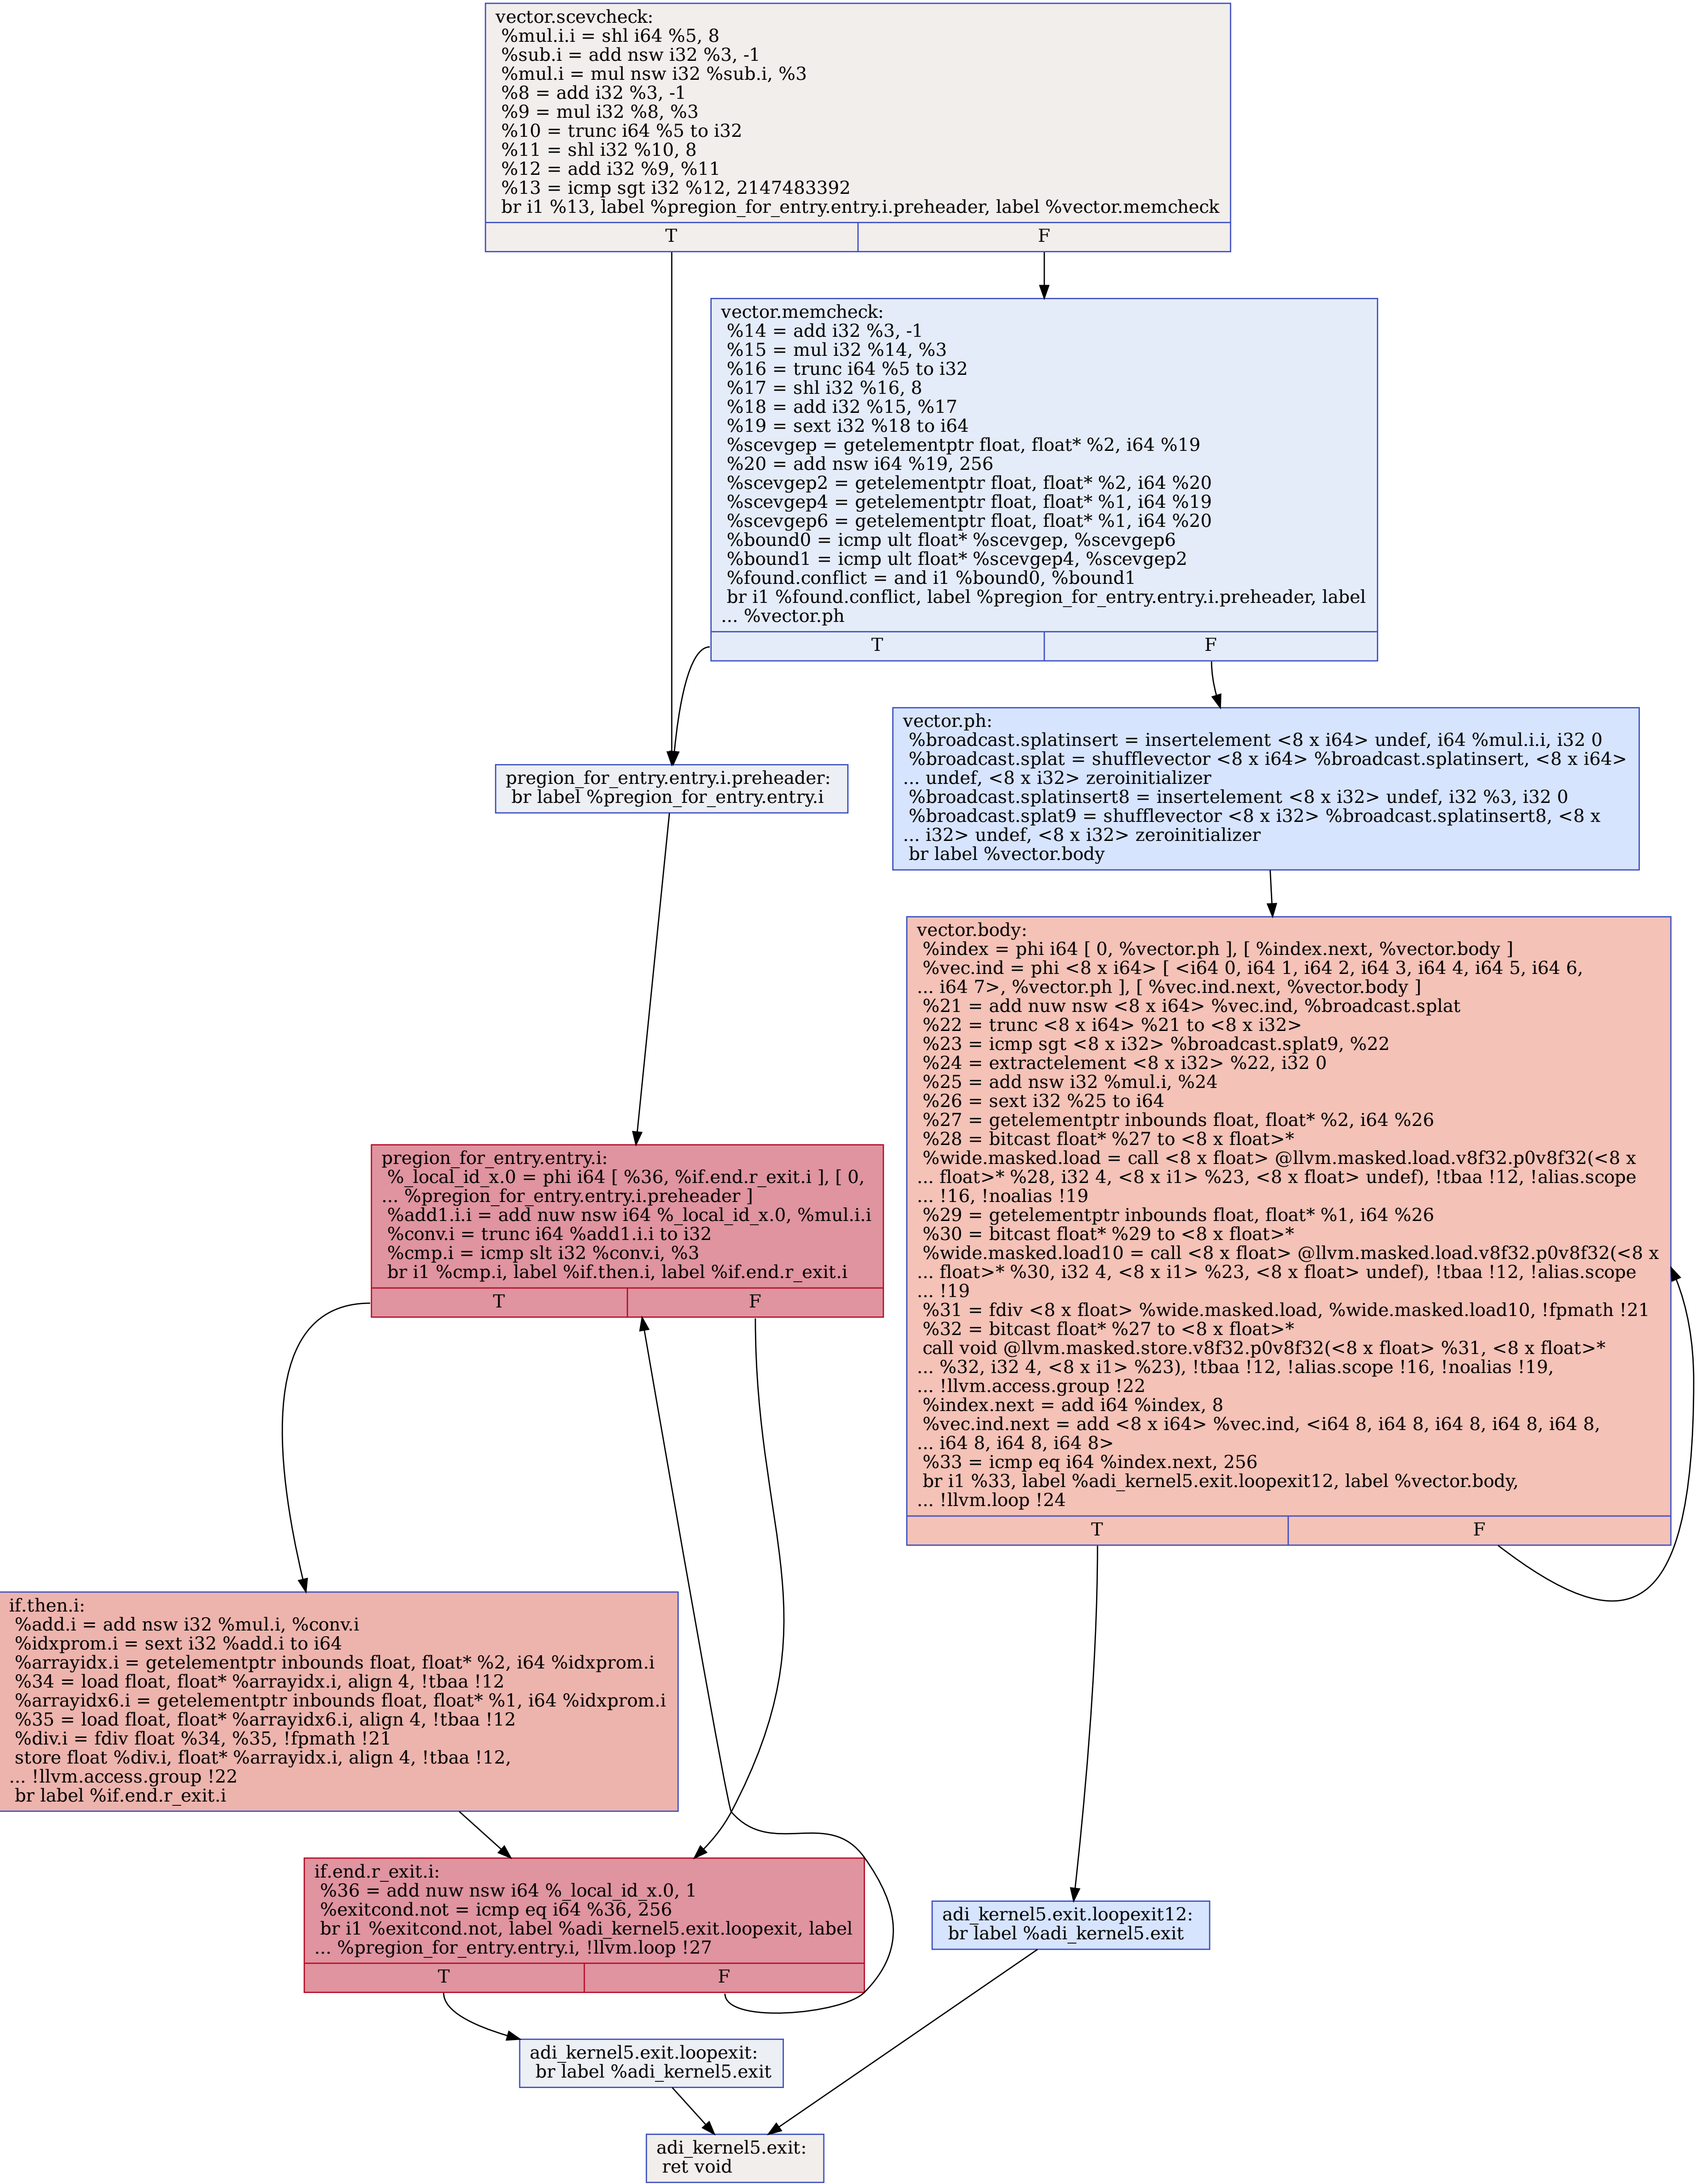 vector.scevcheck:
%mul.i.i = shl i64 %5, 8
%sub.i = add nsw i32 %3, -1
%mul.i = mul nsw i32 %sub.i, %3
%8 = add i32 %3, -1
%9 = mul i32 %8, %3
%10 = trunc i64 %5 to i32
%11 = shl i32 %10, 8
%12 = add i32 %9, %11
%13 = icmp sgt i32 %12, 2147483392
br i1 %13, label %pregion_for_entry.entry.i.preheader, label %vector.memcheck
T F
vector.memcheck:
%14 = add i32 %3, -1
%15 = mul i32 %14, %3
%16 = trunc i64 %5 to i32
%17 = shl i32 %16, 8
%18 = add i32 %15, %17
%19 = sext i32 %18 to i64
%scevgep = getelementptr float, float* %2, i64 %19
%20 = add nsw i64 %19, 256
%scevgep2 = getelementptr float, float* %2, i64 %20
%scevgep4 = getelementptr float, float* %1, i64 %19
%scevgep6 = getelementptr float, float* %1, i64 %20
%bound0 = icmp ult float* %scevgep, %scevgep6
%bound1 = icmp ult float* %scevgep4, %scevgep2
%found.conflict = and i1 %bound0, %bound1
br i1 %found.conflict, label %pregion_for_entry.entry.i.preheader, label
... %vector.ph
T F
vector.ph:
%broadcast.splatinsert = insertelement <8 x i64> undef, i64 %mul.i.i, i32 0
%broadcast.splat = shufflevector <8 x i64> %broadcast.splatinsert, <8 x i64>
... undef, <8 x i32> zeroinitializer
%broadcast.splatinsert8 = insertelement <8 x i32> undef, i32 %3, i32 0
%broadcast.splat9 = shufflevector <8 x i32> %broadcast.splatinsert8, <8 x
... i32> undef, <8 x i32> zeroinitializer
br label %vector.body
pregion_for_entry.entry.i.preheader:
br label %pregion_for_entry.entry.i
vector.body:
%index = phi i64 [ 0, %vector.ph ], [ %index.next, %vector.body ]
%vec.ind = phi <8 x i64> [ <i64 0, i64 1, i64 2, i64 3, i64 4, i64 5, i64 6,
... i64 7>, %vector.ph ], [ %vec.ind.next, %vector.body ]
%21 = add nuw nsw <8 x i64> %vec.ind, %broadcast.splat
%22 = trunc <8 x i64> %21 to <8 x i32>
%23 = icmp sgt <8 x i32> %broadcast.splat9, %22
%24 = extractelement <8 x i32> %22, i32 0
%25 = add nsw i32 %mul.i, %24
%26 = sext i32 %25 to i64
%27 = getelementptr inbounds float, float* %2, i64 %26
%28 = bitcast float* %27 to <8 x float>*
%wide.masked.load = call <8 x float> @llvm.masked.load.v8f32.p0v8f32(<8 x
... float>* %28, i32 4, <8 x i1> %23, <8 x float> undef), !tbaa !12, !alias.scope
... !16, !noalias !19
%29 = getelementptr inbounds float, float* %1, i64 %26
%30 = bitcast float* %29 to <8 x float>*
%wide.masked.load10 = call <8 x float> @llvm.masked.load.v8f32.p0v8f32(<8 x
... float>* %30, i32 4, <8 x i1> %23, <8 x float> undef), !tbaa !12, !alias.scope
... !19
%31 = fdiv <8 x float> %wide.masked.load, %wide.masked.load10, !fpmath !21
%32 = bitcast float* %27 to <8 x float>*
call void @llvm.masked.store.v8f32.p0v8f32(<8 x float> %31, <8 x float>*
... %32, i32 4, <8 x i1> %23), !tbaa !12, !alias.scope !16, !noalias !19,
... !llvm.access.group !22
%index.next = add i64 %index, 8
%vec.ind.next = add <8 x i64> %vec.ind, <i64 8, i64 8, i64 8, i64 8, i64 8,
... i64 8, i64 8, i64 8>
%33 = icmp eq i64 %index.next, 256
br i1 %33, label %adi_kernel5.exit.loopexit12, label %vector.body,
... !llvm.loop !24
T F
pregion_for_entry.entry.i:
%_local_id_x.0 = phi i64 [ %36, %if.end.r_exit.i ], [ 0,
... %pregion_for_entry.entry.i.preheader ]
%add1.i.i = add nuw nsw i64 %_local_id_x.0, %mul.i.i
%conv.i = trunc i64 %add1.i.i to i32
%cmp.i = icmp slt i32 %conv.i, %3
br i1 %cmp.i, label %if.then.i, label %if.end.r_exit.i
T F
if.then.i:
%add.i = add nsw i32 %mul.i, %conv.i
%idxprom.i = sext i32 %add.i to i64
%arrayidx.i = getelementptr inbounds float, float* %2, i64 %idxprom.i
%34 = load float, float* %arrayidx.i, align 4, !tbaa !12
%arrayidx6.i = getelementptr inbounds float, float* %1, i64 %idxprom.i
%35 = load float, float* %arrayidx6.i, align 4, !tbaa !12
%div.i = fdiv float %34, %35, !fpmath !21
store float %div.i, float* %arrayidx.i, align 4, !tbaa !12,
... !llvm.access.group !22
br label %if.end.r_exit.i
if.end.r_exit.i:
%36 = add nuw nsw i64 %_local_id_x.0, 1
%exitcond.not = icmp eq i64 %36, 256
br i1 %exitcond.not, label %adi_kernel5.exit.loopexit, label
... %pregion_for_entry.entry.i, !llvm.loop !27
T F
adi_kernel5.exit.loopexit12:
br label %adi_kernel5.exit
adi_kernel5.exit.loopexit:
br label %adi_kernel5.exit
adi_kernel5.exit:
ret void